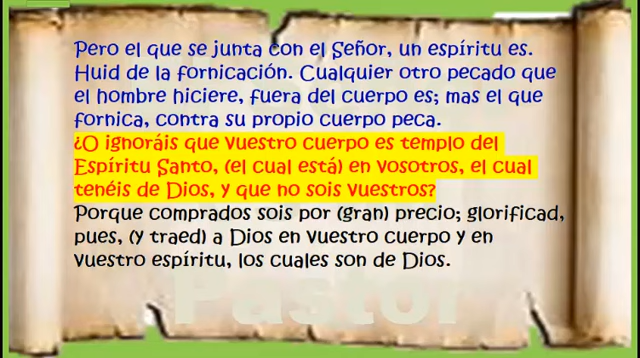 Pero el que se junta con el Señor, un espíritu es.
Huid de la fornicación. Cualquier otro pecado que
el hombre hiciere, fuera del cuerpo es; mas el que
fornica, contra su propio cuerpo peca.
¿O ignoráis que vuestro cuerpo es templo del
Espíritu Santo, (el cual está) en vosotros, el cual
tenéis de Dios, y que no sois vuestros?
Porque comprados sois por (gran) precio; glorificad,
pues, (y traed) a Dios en vuestro cuerpo y en
vuestro espíritu, los cuales son de Dios.
Pastor